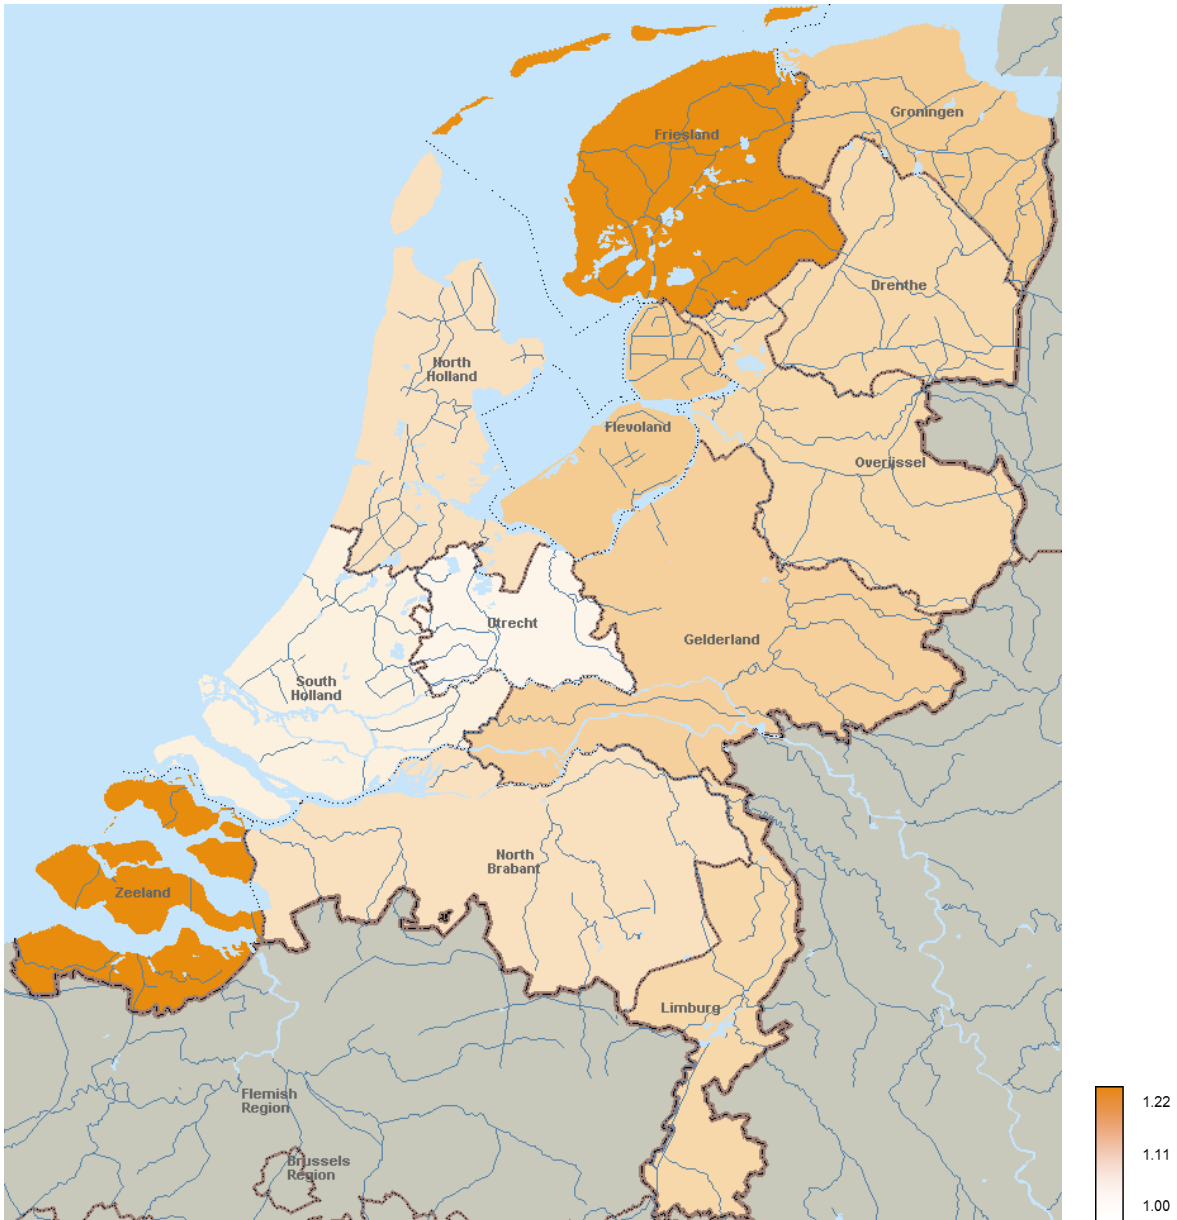 Groningen
Friesland
Drenthe
North
Holland
Flevoland
Overijssel
Utrecht
Gelderland
South
Holland
North
Brabant
Zeeland
Limburg
Flemish
Region
Brussels
Region
1.22
1.11
1.00